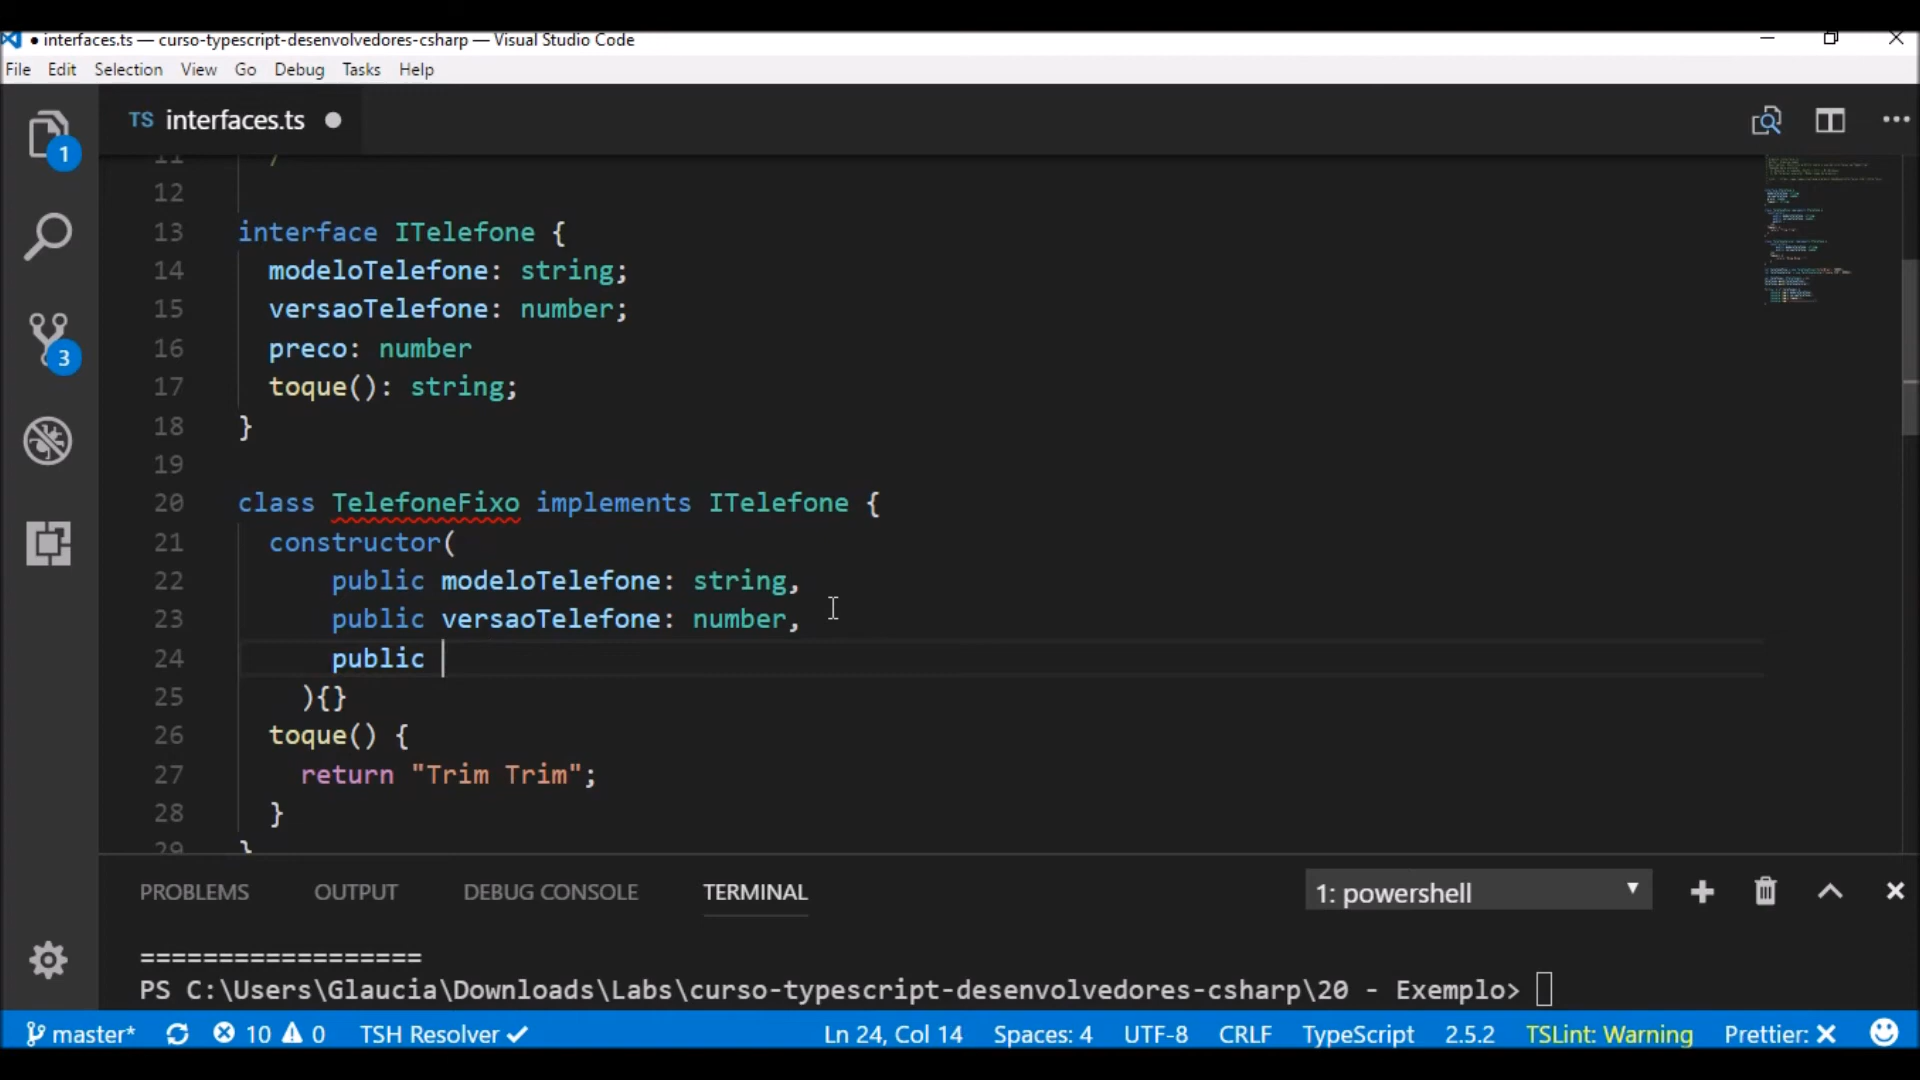 interfaces.ts — curso-typescript-desenvolvedores-csharp — Visual Studio Code
File Edit Selection View Go Debug Tasks Help
TS interfaces.ts
1
3
11 /
12
13 interface ITelefone {
14 modeloTelefone: string;
15 versaoTelefone: number;
16 preco: number
17 toque(): string;
18 }
19
20 class TelefoneFixo implements ITelefone {
21 constructor(
22 public modeloTelefone: string,
23 public versaoTelefone: number,
24 public
25 ){}
26 toque() {
27 return "Trim Trim";
28 }
29 }
PROBLEMS OUTPUT DEBUG CONSOLE TERMINAL 1: powershell
==================
PS C:\Users\Glaucia\Downloads\Labs\curso-typescript-desenvolvedores-csharp\20 - Exemplo>
master* 10 0 TSH Resolver Ln 24, Col 14 Spaces: 4 UTF-8 CRLF TypeScript 2.5.2 TSLint: Warning Prettier: